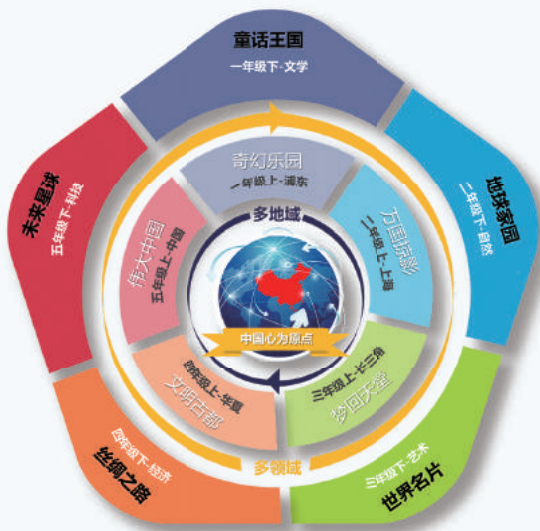 童话王国
一年级下-文学
地球家园
二年级下-自然
世界名片
三年级下-艺术
丝绸之路
四年级下-经济
未来星球
五年级下-科技
奇幻乐园
一年级上-浦东
万国掠影
二年级上-上海
梦回天堂
三年级上-长三角
文明古都
四年级上-华夏
伟大中国
五年级上-中国
多地域
中国心为原点
多领域